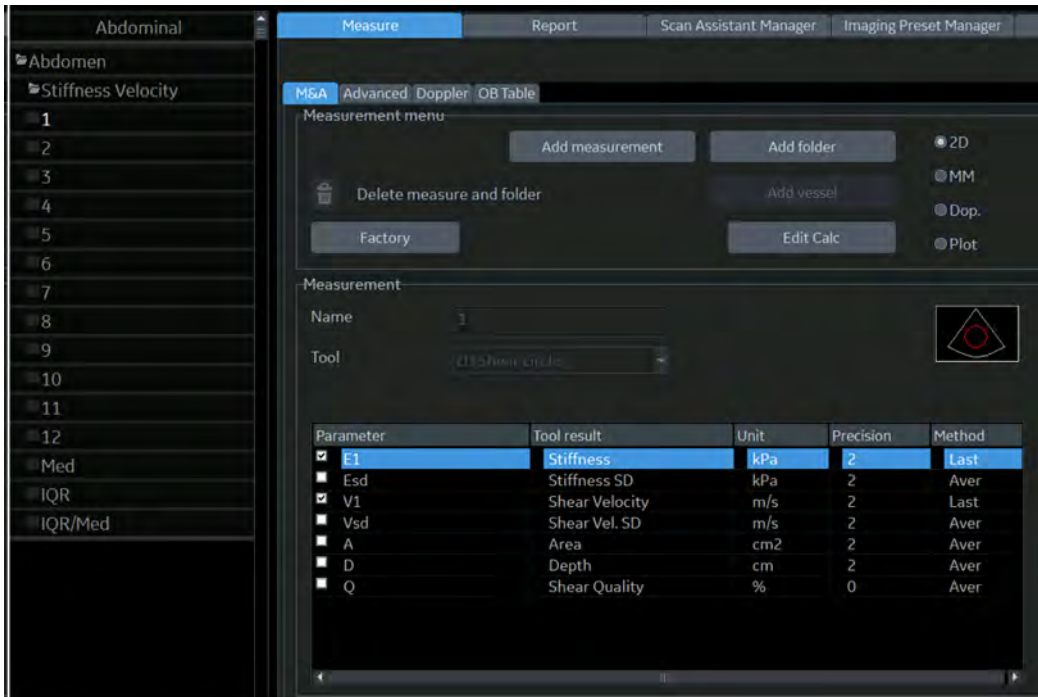 Abdominal
Measure Report Scan Assistant Manager Imaging Preset Manager
Abdomen
Stiffness Velocity
1
2
3
4
5
6
7
8
9
10
11
12
Med
IQR
IQR/Med
M&A Advanced Doppler OB Table
Measurement menu
Add measurement Add folder 2D
MM
Delete measure and folder Add vessel
Dop.
Factory Edit Calc
Plot
Measurement
Name 1
Tool
Parameter Tool result Unit Precision Method
E1 Stiffness kPa 2 Last
Esd Stiffness SD kPa 2 Aver
V1 Shear Velocity m/s 2 Last
Vsd Shear Vel. SD m/s 2 Aver
A Area cm2 2 Aver
D Depth cm 2 Aver
Q Shear Quality % 0 Aver